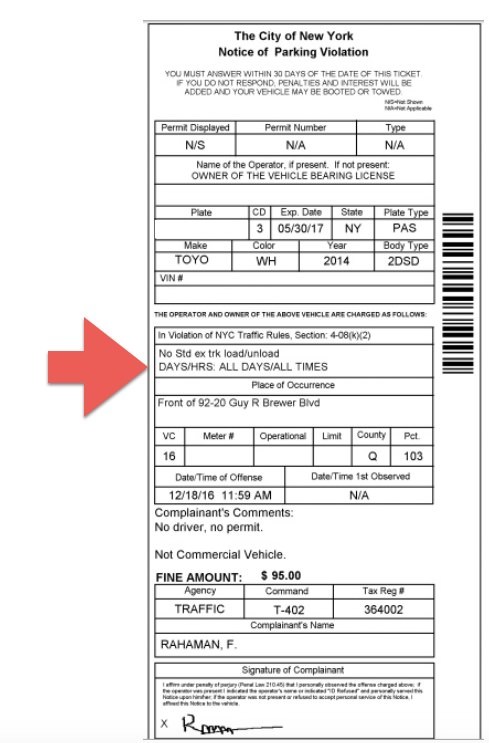 The City of New York
Notice of Parking Violation
YOU MUST ANSWER WITHIN 30 DAYS OF THE DATE OF THIS TICKET.
IF YOU DO NOT RESPOND, PENALTIES AND INTEREST WILL BE
ADDED AND YOUR VEHICLE MAY BE BOOTED OR TOWED.
N/S=Not Shown
N/A=Not Applicable
Permit Displayed Permit Number Type
N/S N/A N/A
Name of the Operator, if present. If not present:
OWNER OF THE VEHICLE BEARING LICENSE
Plate CD Exp. Date State Plate Type
3 05/30/17 NY PAS
Make Color Year Body Type
TOYO WH 2014 2DSD
VIN #
THE OPERATOR AND OWNER OF THE ABOVE VEHICLE ARE CHARGED AS FOLLOWS:
In Violation of NYC Traffic Rules, Section: 4-08(k)(2)
No Std ex trk load/unload
DAYS/HRS: ALL DAYS/ALL TIMES
Place of Occurrence
Front of 92-20 Guy R Brewer Blvd
VC Meter # Operational Limit County Pct.
16 Q 103
Date/Time of Offense Date/Time 1st Observed
12/18/16 11:59 AM N/A
Complainant's Comments:
No driver, no permit.
Not Commercial Vehicle.
FINE AMOUNT: $ 95.00
Agency Command Tax Reg #
TRAFFIC T-402 364002
Complainant's Name
RAHAMAN, F.
Signature of Complainant
I affirm under penalty of perjury (Penal Law 210.45) that I personally observed the offense charged above, if
the operator was present I indicated the operator's name or indicated "ID Refused" and personally served this
Notice upon him/her; if the operator was not present or refused to accept personal service of this Notice, I
affixed this Notice to the vehicle.
X